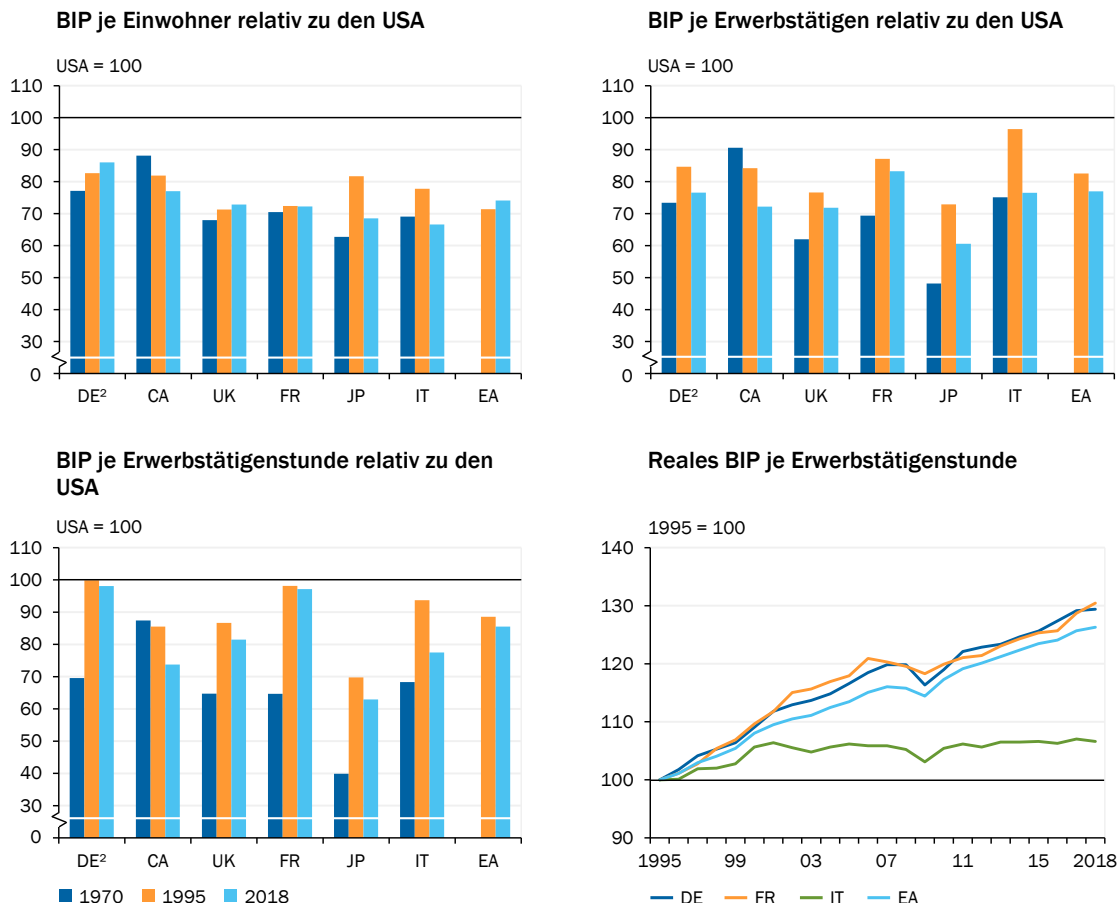 BIP je Einwohner relativ zu den USA
USA = 100
110
100
90
80
70
60
50
40
30
0
DE² CA UK FR JP IT EA
BIP je Erwerbstätigen relativ zu den USA
USA = 100
110
100
90
80
70
60
50
40
30
0
DE² CA UK FR JP IT EA
BIP je Erwerbstätigenstunde relativ zu den
USA
USA = 100
110
100
90
80
70
60
50
40
30
0
DE² CA UK FR JP IT EA
1970 1995 2018
Reales BIP je Erwerbstätigenstunde
1995 = 100
140
130
120
110
100
90
1995 99 03 07 11 15 2018
DE FR IT EA